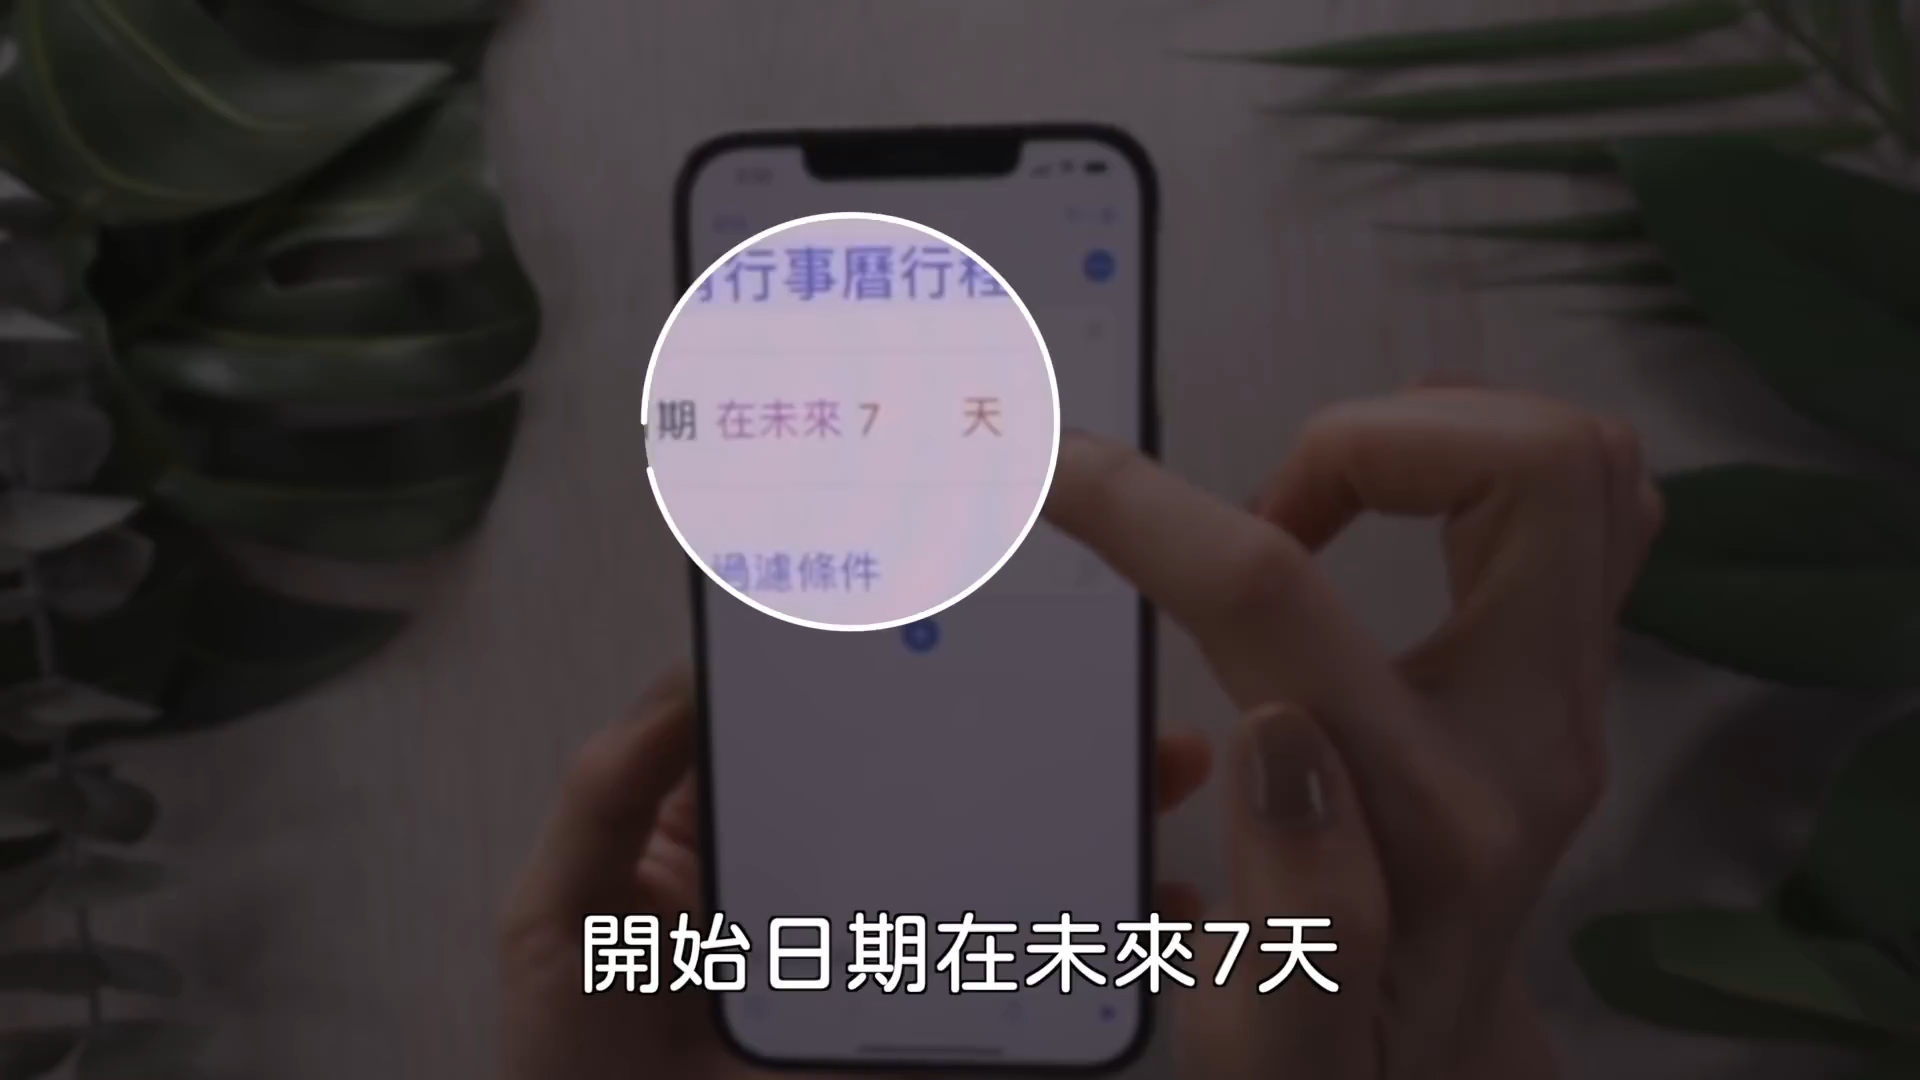 行事曆行程
期 在未來 7 天
過濾條件
開始日期在未來7天